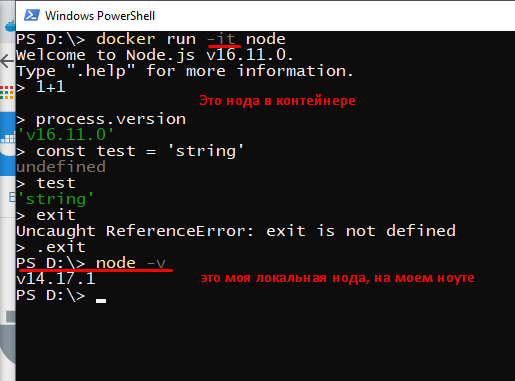 Windows PowerShell
PS D:\> docker run -it node
Welcome to Node.js v16.11.0.
Type ".help" for more information.
> 1+1
Это нода в контейнере
> process.version
'v16.11.0'
> const test = 'string'
undefined
> test
'string'
> exit
Uncaught ReferenceError: exit is not defined
> .exit
PS D:\> node -v
v14.17.1
это моя локальная нода, на моем ноуте
PS D:\>